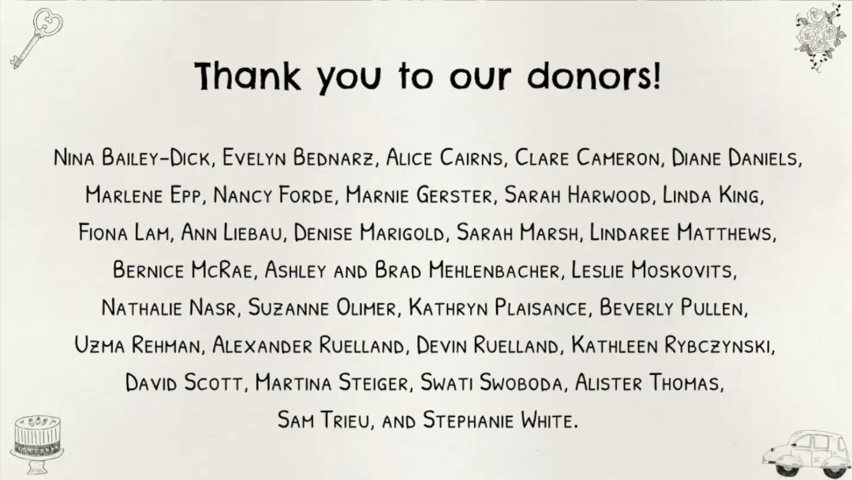 Thank you to our donors!
Nina Bailey-Dick, Evelyn Bednarz, Alice Cairns, Clare Cameron, Diane Daniels,
Marlene Epp, Nancy Forde, Marnie Gerster, Sarah Harwood, Linda King,
Fiona Lam, Ann Liebau, Denise Marigold, Sarah Marsh, Lindaree Matthews,
Bernice McRae, Ashley and Brad Mehlenbacher, Leslie Moskovits,
Nathalie Nasr, Suzanne Olimer, Kathryn Plaisance, Beverly Pullen,
Uzma Rehman, Alexander Ruelland, Devin Ruelland, Kathleen Rybczynski,
David Scott, Martina Steiger, Swati Swoboda, Alister Thomas,
Sam Trieu, and Stephanie White.